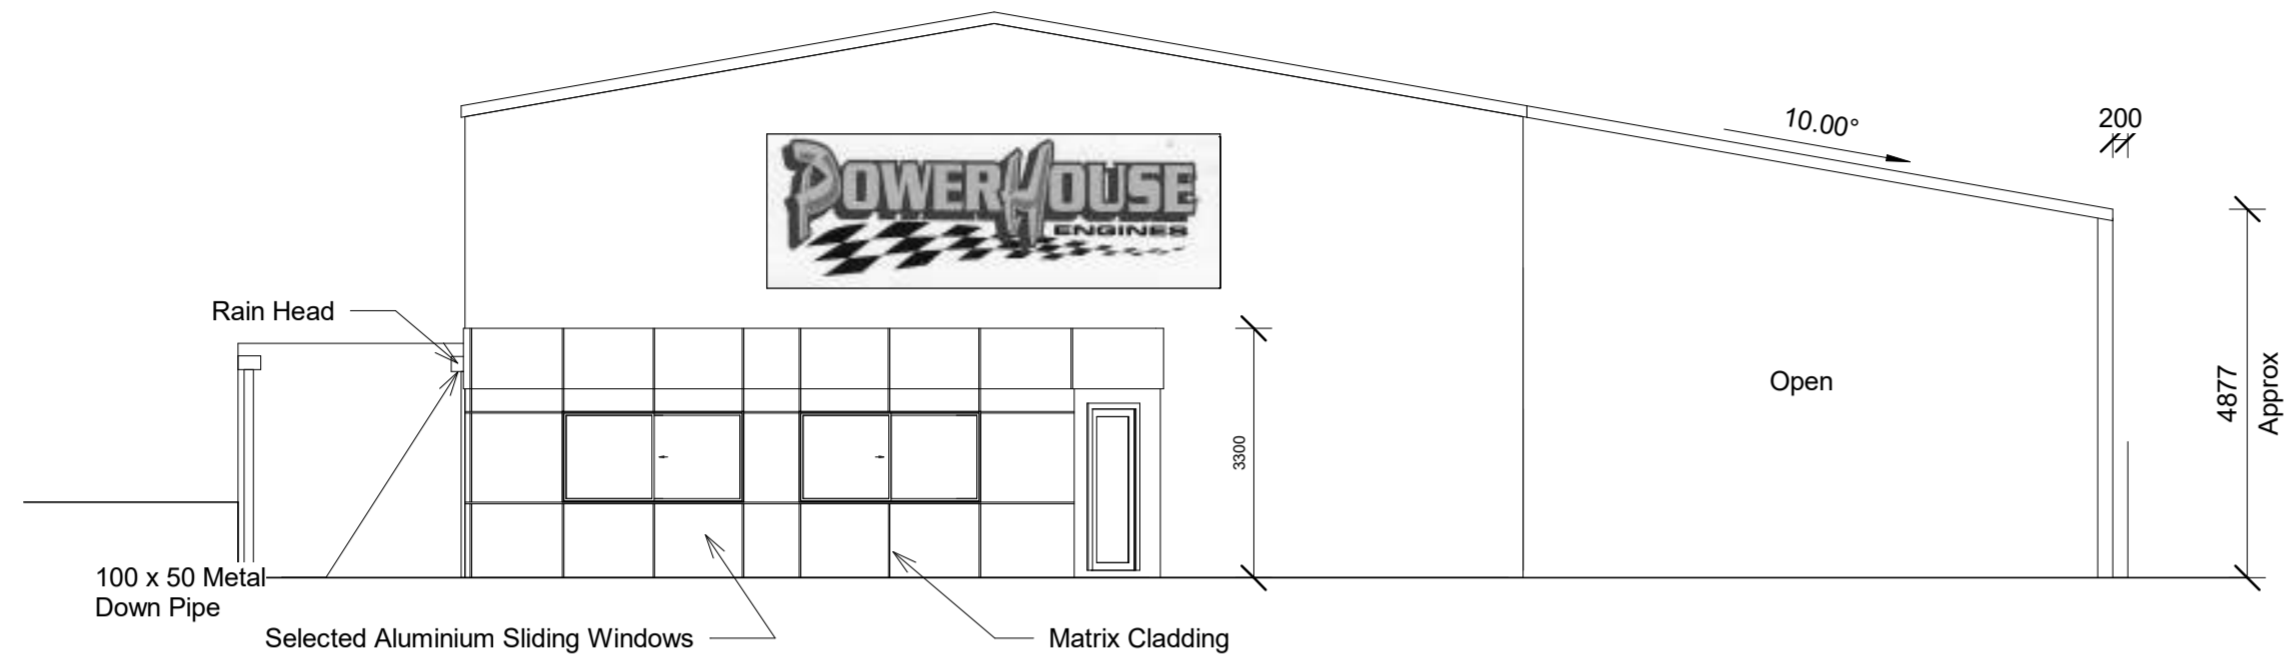 10.00°
200
POWERHOUSE
ENGINES
Rain Head
Open
3300
4877
Approx
100 x 50 Metal
Down Pipe
Selected Aluminium Sliding Windows
Matrix Cladding